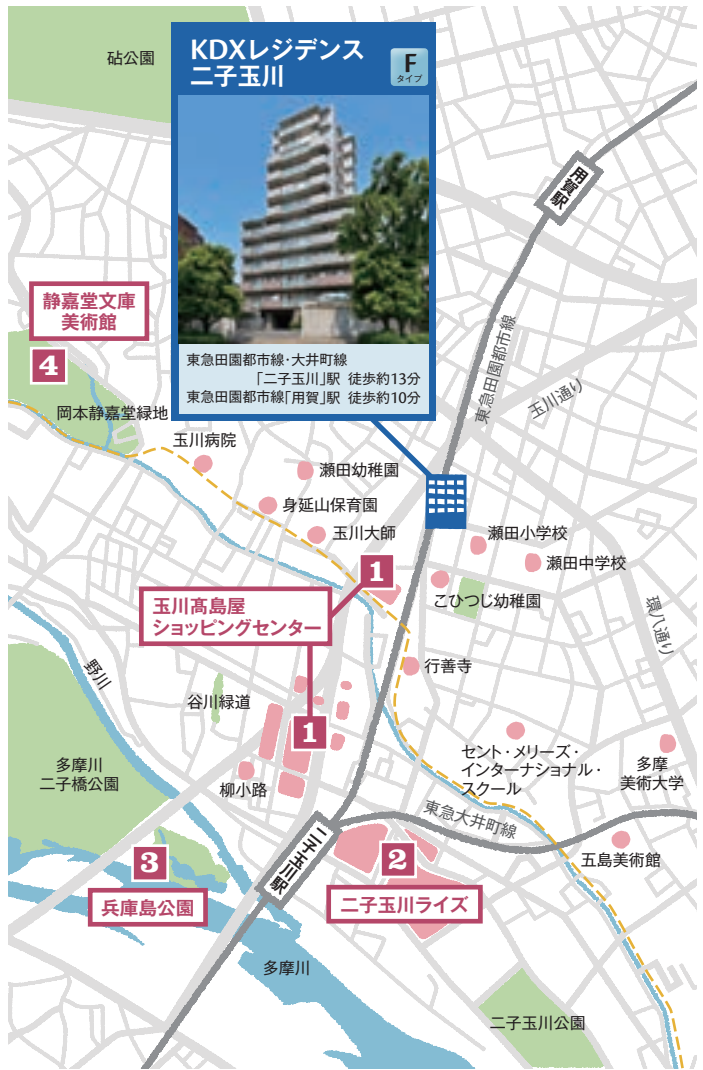 砧公園
KDXレジデンス
二子玉川
F
タイプ
用賀駅
静嘉堂文庫
美術館
4
東急田園都市線・大井町線
「二子玉川」駅 徒歩約13分
東急田園都市線「用賀」駅 徒歩約10分
東急田園都市線
玉川通り
岡本静嘉堂緑地
玉川病院
瀬田幼稚園
身延山保育園
玉川大師
瀬田小学校
瀬田中学校
1
こひつじ幼稚園
玉川髙島屋
ショッピングセンター
環八通り
行善寺
野川
谷川緑道
1
セント・メリーズ・
インターナショナル・
スクール
多摩
美術大学
多摩川
二子橋公園
柳小路
東急大井町線
二子玉川駅
2
五島美術館
3
兵庫島公園
二子玉川ライズ
多摩川
二子玉川公園